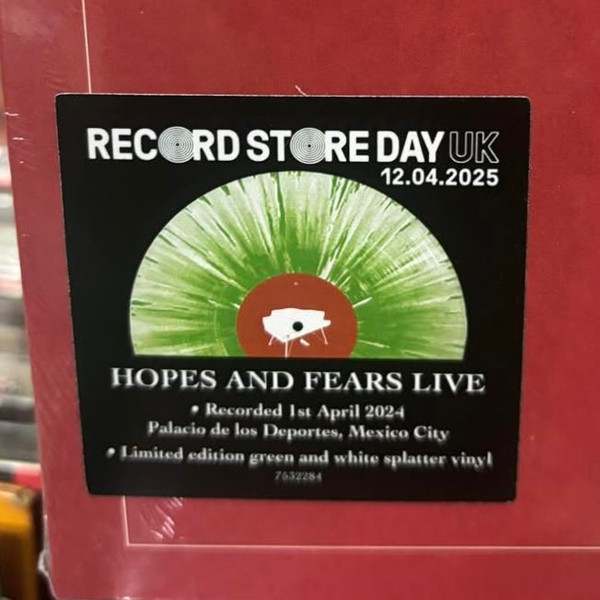 RECORD STORE DAY UK
12.04.2025
HOPES AND FEARS LIVE
• Recorded 1st April 2024
Palacio de los Deportes, Mexico City
• Limited edition green and white splatter vinyl
7532284